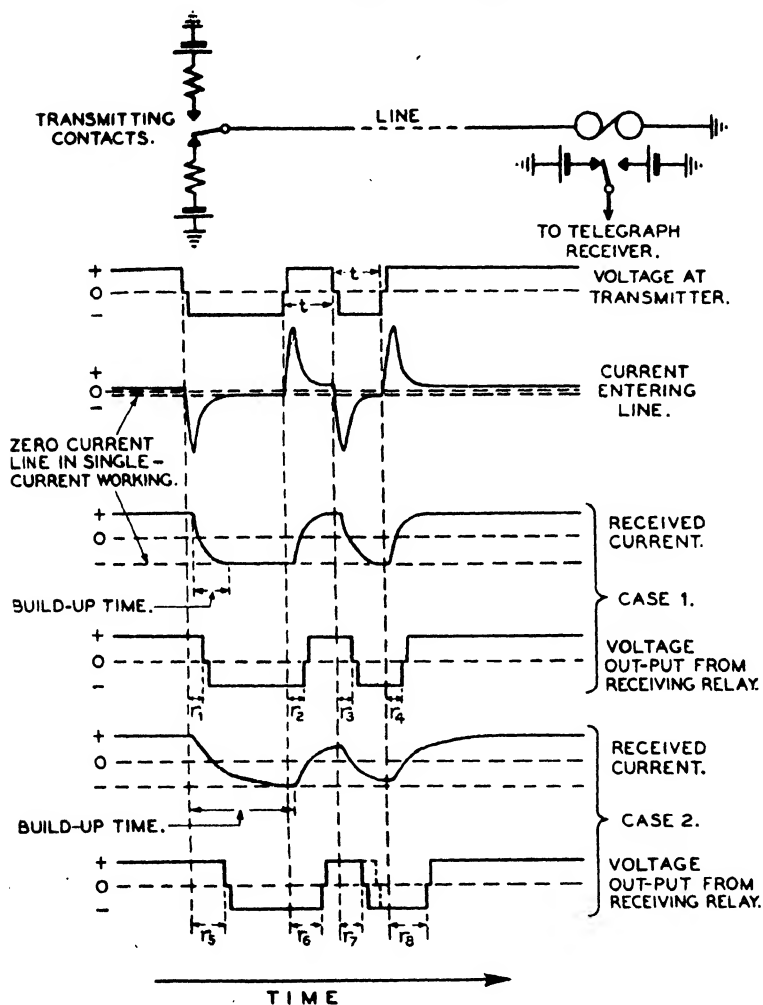 TRANSMITTING
CONTACTS.
LINE
TO TELEGRAPH
RECEIVER.
+
0
−
t
t
VOLTAGE AT
TRANSMITTER.
+
0
−
CURRENT
ENTERING
LINE.
ZERO CURRENT
LINE IN SINGLE-
CURRENT WORKING.
+
0
−
RECEIVED
CURRENT.
BUILD-UP TIME.
CASE 1.
+
0
−
VOLTAGE
OUT-PUT FROM
RECEIVING RELAY.
r1
r2
r3
r4
+
0
−
RECEIVED
CURRENT.
BUILD-UP TIME.
CASE 2.
+
0
−
VOLTAGE
OUT-PUT FROM
RECEIVING RELAY.
r5
r6
r7
r8
TIME